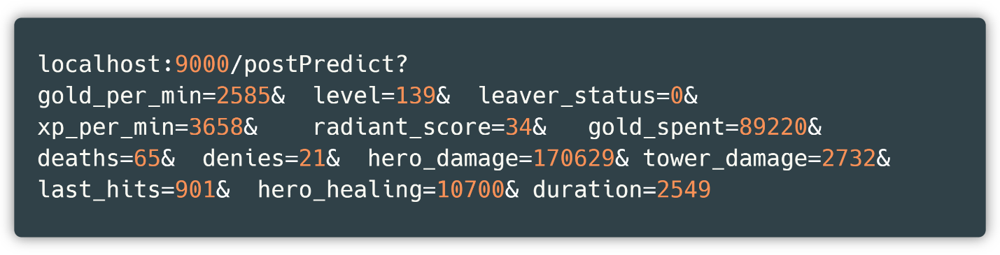 localhost:9000/postPredict?
gold_per_min=2585&  level=139&  leaver_status=0&
xp_per_min=3658&    radiant_score=34&   gold_spent=89220&
deaths=65&  denies=21&  hero_damage=170629& tower_damage=2732&
last_hits=901&  hero_healing=10700& duration=2549